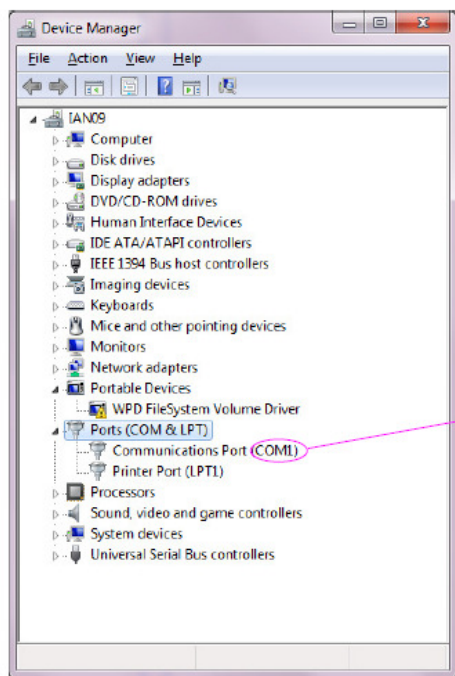 Device Manager
File Action View Help
IAN09
Computer
Disk drives
Display adapters
DVD/CD-ROM drives
Human Interface Devices
IDE ATA/ATAPI controllers
IEEE 1394 Bus host controllers
Imaging devices
Keyboards
Mice and other pointing devices
Monitors
Network adapters
Portable Devices
WPD FileSystem Volume Driver
Ports (COM & LPT)
Communications Port (COM1)
Printer Port (LPT1)
Processors
Sound, video and game controllers
System devices
Universal Serial Bus controllers